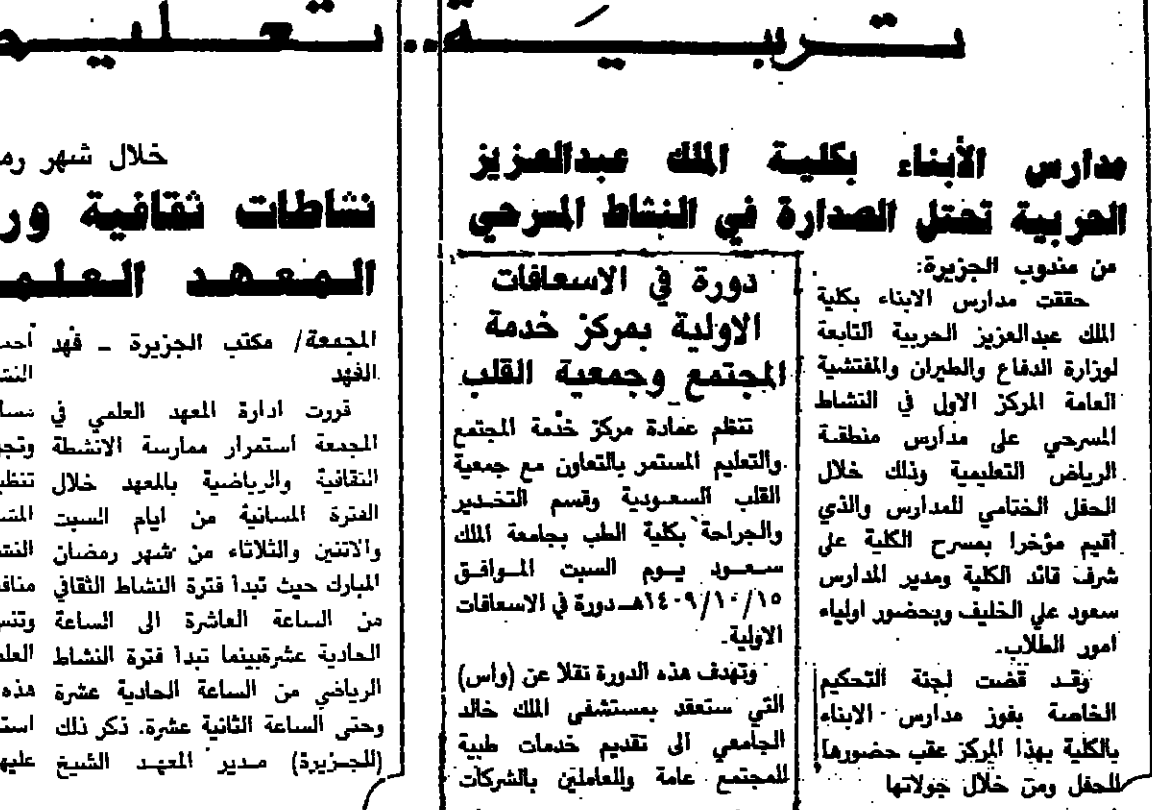 تربية.. تعليم
مدارس الأبناء بكلية الملك عبدالعزيز
الحربية تحتل الصدارة في النشاط المسرحي
من مندوب الجزيرة:
حققت مدارس الابناء بكلية
الملك عبدالعزيز الحربية التابعة
لوزارة الدفاع والطيران والمفتشية
العامة المركز الاول في النشاط
المسرحي على مدارس منطقة
الرياض التعليمية وذلك خلال
الحفل الختامي للمدارس والذي
أقيم مؤخرا بمسرح الكلية على
شرف قائد الكلية ومدير المدارس
سعود علي الخليف وبحضور اولياء
امور الطلاب.
وقد قضت لجنة التحكيم
الخاصة بفوز مدارس الابناء
بالكلية بهذا المركز عقب حضورها
للحفل ومن خلال جولاتها
دورة في الاسعافات
الاولية بمركز خدمة
المجتمع وجمعية القلب
تنظم عمادة مركز خدمة المجتمع
والتعليم المستمر بالتعاون مع جمعية
القلب السعودية وقسم التخدير
والجراحة بكلية الطب بجامعة الملك
سعود يوم السبت الموافق
١٤٠٩/١٠/١٥هـ دورة في الاسعافات
الاولية.
وتهدف هذه الدورة نقلا عن (واس)
التي ستعقد بمستشفى الملك خالد
الجامعي الى تقديم خدمات طبية
للمجتمع عامة وللعاملين بالشركات
خلال شهر
نشاطات ثقافية
المعهد
المجمعة/ مكتب الجزيرة - فهد
الفهد
قررت ادارة المعهد العلمي في
المجمعة استمرار ممارسة الانشطة
الثقافية والرياضية بالمعهد خلال
الفترة المسائية من ايام السبت
والاثنين والثلاثاء من شهر رمضان
المبارك حيث تبدا فترة النشاط الثقافي
من الساعة العاشرة الى الساعة
الحادية عشرةبينما تبدا فترة النشاط
الرياضي من الساعة الحادية عشرة
وحتى الساعة الثانية عشرة. ذكر ذلك
(للجزيرة) مدير المعهد الشيخ
هذه